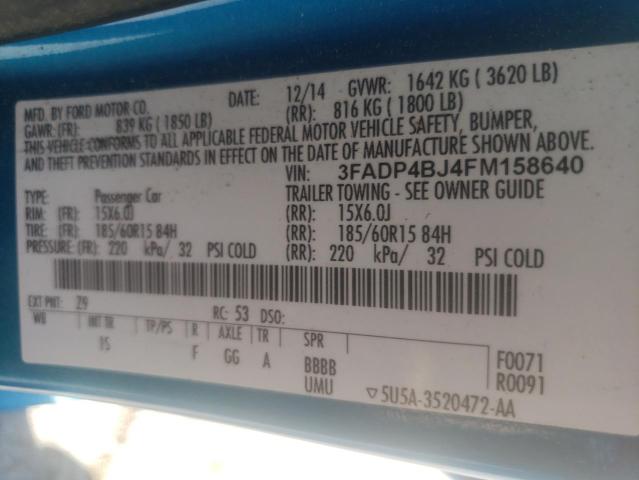 MFD. BY FORD MOTOR CO. DATE: 12/14 GVWR: 1642 KG ( 3620 LB)
GAWR: (FR): 839 KG ( 1850 LB) (RR): 816 KG ( 1800 LB)
THIS VEHICLE CONFORMS TO ALL APPLICABLE FEDERAL MOTOR VEHICLE SAFETY, BUMPER,
AND THEFT PREVENTION STANDARDS IN EFFECT ON THE DATE OF MANUFACTURE SHOWN ABOVE.
VIN: 3FADP4BJ4FM158640
TYPE: Passenger Car TRAILER TOWING - SEE OWNER GUIDE
RIM: (FR): 15X6.0J (RR): 15X6.0J
TIRE: (FR): 185/60R15 84H (RR): 185/60R15 84H
PRESSURE: (FR): 220 kPa/ 32 PSI COLD (RR): 220 kPa/ 32 PSI COLD
EXT PNT: Z9 RC: 53 DSO:
WB INT TR TP/PS R AXLE TR SPR
F GG A BBBB F0071
UMU R0091
5U5A-3520472-AA